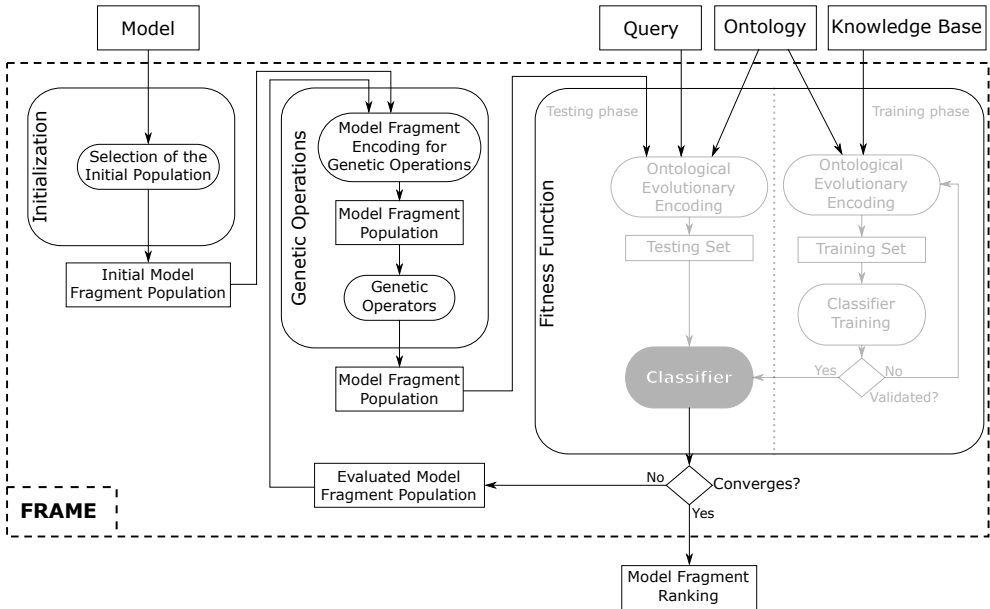 Model
Query
Ontology
Knowledge Base
Initialization
Selection of the
Initial Population
Initial Model
Fragment Population
Genetic Operations
Model Fragment
Encoding for
Genetic Operations
Model Fragment
Population
Genetic
Operators
Model Fragment
Population
Fitness Function
Testing phase
Training phase
Ontological
Evolutionary
Encoding
Testing Set
Classifier
Ontological
Evolutionary
Encoding
Training Set
Classifier
Training
Yes
No
Validated?
Evaluated Model
Fragment Population
No
Converges?
Yes
FRAME
Model Fragment
Ranking